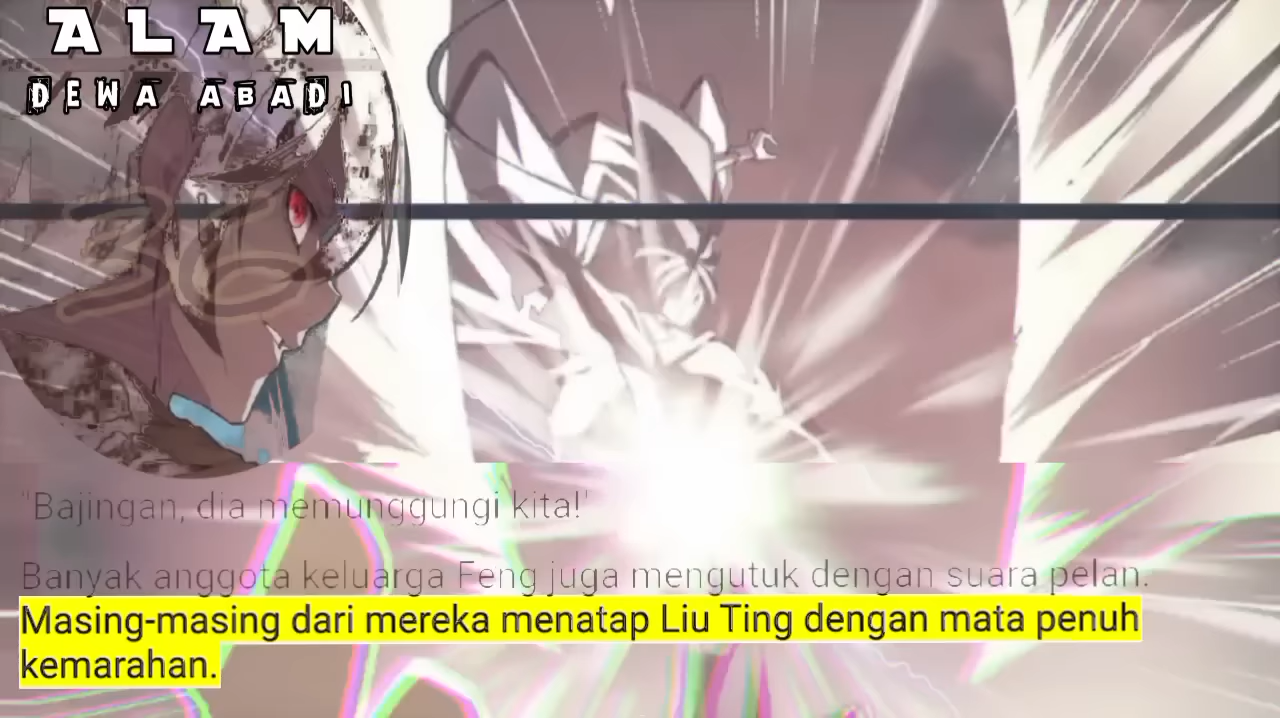 ALAM
DEWA ABADI
36
"Bajingan, dia memunggungi kita!'
Banyak anggota keluarga Feng juga mengutuk dengan suara pelan.
Masing-masing dari mereka menatap Liu Ting dengan mata penuh
kemarahan.